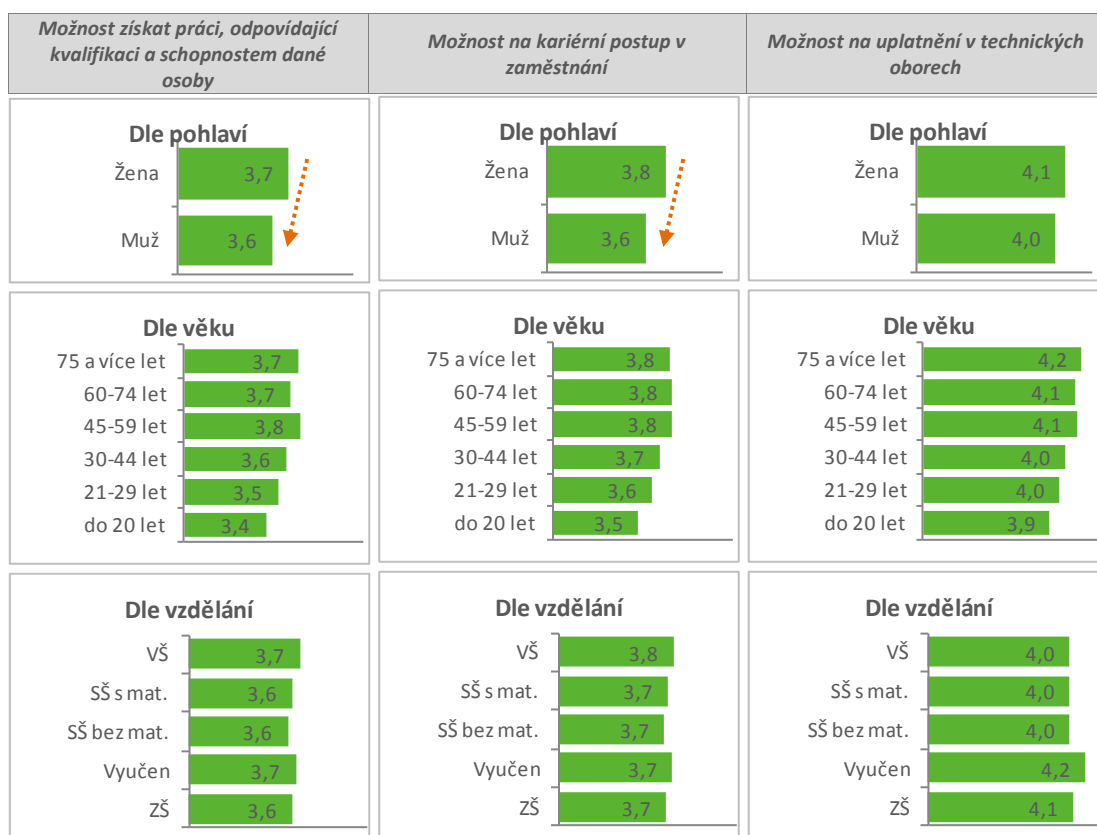 Možnost získat práci, odpovídající
kvalifikaci a schopnostem dané
osoby
Možnost na kariérní postup v
zaměstnání
Možnost na uplatnění v technických
oborech
Dle pohlaví
Žena 3,7
Muž 3,6
Dle pohlaví
Žena 3,8
Muž 3,6
Dle pohlaví
Žena 4,1
Muž 4,0
Dle věku
75 a více let 3,7
60-74 let 3,7
45-59 let 3,8
30-44 let 3,6
21-29 let 3,5
do 20 let 3,4
Dle věku
75 a více let 3,8
60-74 let 3,8
45-59 let 3,8
30-44 let 3,7
21-29 let 3,6
do 20 let 3,5
Dle věku
75 a více let 4,2
60-74 let 4,1
45-59 let 4,1
30-44 let 4,0
21-29 let 4,0
do 20 let 3,9
Dle vzdělání
VŠ 3,7
SŠ s mat. 3,6
SŠ bez mat. 3,6
Vyučen 3,7
ZŠ 3,6
Dle vzdělání
VŠ 3,8
SŠ s mat. 3,7
SŠ bez mat. 3,7
Vyučen 3,7
ZŠ 3,7
Dle vzdělání
VŠ 4,0
SŠ s mat. 4,0
SŠ bez mat. 4,0
Vyučen 4,2
ZŠ 4,1